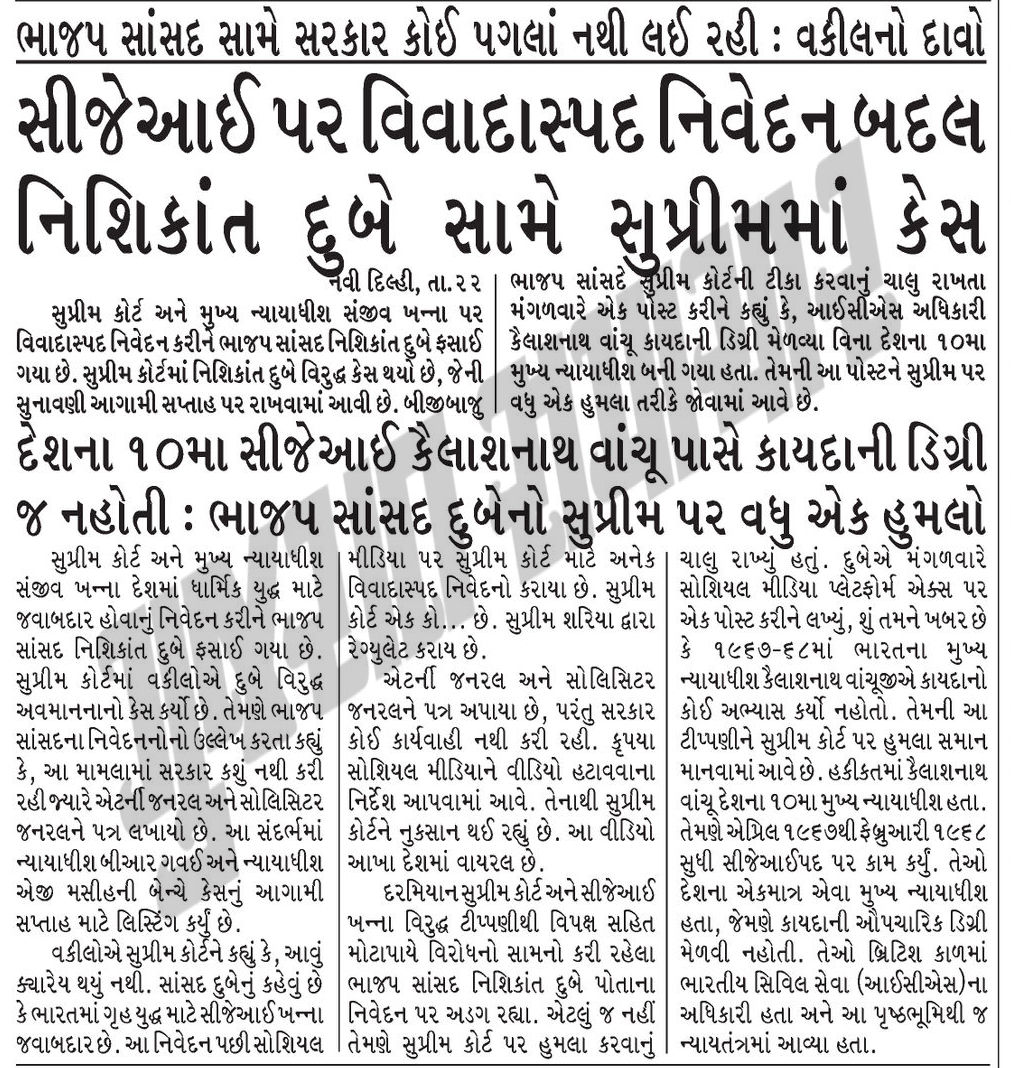 ભાજપ સાંસદ સામે સરકાર કોઈ પગલાં નથી લઈ રહી : વકીલનો દાવો
સીજેઆઈ પર વિવાદાસ્પદ નિવેદન બદલ
નિશિકાંત દુબે સામે સુપ્રીમમાં કેસ
નવી દિલ્હી, તા.૨૨
સુપ્રીમ કોર્ટ અને મુખ્ય ન્યાયાધીશ સંજીવ ખન્ના પર
વિવાદાસ્પદ નિવેદન કરીને ભાજપ સાંસદ નિશિકાંત દુબે ફસાઈ
ગયા છે. સુપ્રીમ કોર્ટમાં નિશિકાંત દુબે વિરુદ્ધ કેસ થયો છે, જેની
સુનાવણી આગામી સપ્તાહ પર રાખવામાં આવી છે. બીજીબાજુ
ભાજપ સાંસદે સુપ્રીમ કોર્ટની ટીકા કરવાનું ચાલુ રાખતા
મંગળવારે એક પોસ્ટ કરીને કહ્યું કે, આઈસીએસ અધિકારી
કૈલાશનાથ વાંચૂ કાયદાની ડિગ્રી મેળવ્યા વિના દેશના ૧૦મા
મુખ્ય ન્યાયાધીશ બની ગયા હતા. તેમની આ પોસ્ટને સુપ્રીમ પર
વધુ એક હુમલા તરીકે જોવામાં આવે છે.
દેશના ૧૦મા સીજેઆઈ કૈલાશનાથ વાંચૂ પાસે કાયદાની ડિગ્રી
જ નહોતી : ભાજપ સાંસદ દુબેનો સુપ્રીમ પર વધુ એક હુમલો
સુપ્રીમ કોર્ટ અને મુખ્ય ન્યાયાધીશ
સંજીવ ખન્ના દેશમાં ધાર્મિક યુદ્ધ માટે
જવાબદાર હોવાનું નિવેદન કરીને ભાજપ
સાંસદ નિશિકાંત દુબે ફસાઈ ગયા છે.
સુપ્રીમ કોર્ટમાં વકીલોએ દુબે વિરુદ્ધ
અવમાનનાનો કેસ કર્યો છે. તેમણે ભાજપ
સાંસદના નિવેદનનોનો ઉલ્લેખ કરતા કહ્યું
કે, આ મામલામાં સરકાર કશું નથી કરી
રહી જ્યારે એટર્ની જનરલ અને સોલિસિટર
જનરલને પત્ર લખાયો છે. આ સંદર્ભમાં
ન્યાયાધીશ બીઆર ગવઈ અને ન્યાયાધીશ
એજી મસીહની બેન્ચે કેસનું આગામી
સપ્તાહ માટે લિસ્ટિંગ કર્યું છે.
વકીલોએ સુપ્રીમ કોર્ટને કહ્યું કે, આવું
ક્યારેય થયું નથી. સાંસદ દુબેનું કહેવું છે
કે ભારતમાં ગૃહ યુદ્ધ માટે સીજેઆઈ ખન્ના
જવાબદાર છે. આ નિવેદન પછી સોશિયલ
મીડિયા પર સુપ્રીમ કોર્ટ માટે અનેક
વિવાદાસ્પદ નિવેદનો કરાયા છે. સુપ્રીમ
કોર્ટ એક કો... છે. સુપ્રીમ શરિયા દ્વારા
રેગ્યુલેટ કરાય છે.
એટર્ની જનરલ અને સોલિસિટર
જનરલને પત્ર અપાયા છે, પરંતુ સરકાર
કોઈ કાર્યવાહી નથી કરી રહી. કૃપયા
સોશિયલ મીડિયાને વીડિયો હટાવવાના
નિર્દેશ આપવામાં આવે. તેનાથી સુપ્રીમ
કોર્ટને નુકસાન થઈ રહ્યું છે. આ વીડિયો
આખા દેશમાં વાયરલ છે.
દરમિયાન સુપ્રીમ કોર્ટ અને સીજેઆઈ
ખન્ના વિરુદ્ધ ટીપ્પણીથી વિપક્ષ સહિત
મોટાપાયે વિરોધનો સામનો કરી રહેલા
ભાજપ સાંસદ નિશિકાંત દુબે પોતાના
નિવેદન પર અડગ રહ્યા. એટલું જ નહીં
તેમણે સુપ્રીમ કોર્ટ પર હુમલા કરવાનું
ચાલુ રાખ્યું હતું. દુબેએ મંગળવારે
સોશિયલ મીડિયા પ્લેટફોર્મ એક્સ પર
એક પોસ્ટ કરીને લખ્યું, શું તમને ખબર છે
કે ૧૯૬૭-૬૮માં ભારતના મુખ્ય
ન્યાયાધીશ કૈલાશનાથ વાંચૂજીએ કાયદાનો
કોઈ અભ્યાસ કર્યો નહોતો. તેમની આ
ટીપ્પણીને સુપ્રીમ કોર્ટ પર હુમલા સમાન
માનવામાં આવે છે. હકીકતમાં કૈલાશનાથ
વાંચૂ દેશના ૧૦મા મુખ્ય ન્યાયાધીશ હતા.
તેમણે એપ્રિલ ૧૯૬૭થી ફેબ્રુઆરી ૧૯૬૮
સુધી સીજેઆઈપદ પર કામ કર્યું. તેઓ
દેશના એકમાત્ર એવા મુખ્ય ન્યાયાધીશ
હતા, જેમણે કાયદાની ઔપચારિક ડિગ્રી
મેળવી નહોતી. તેઓ બ્રિટિશ કાળમાં
ભારતીય સિવિલ સેવા (આઈસીએસ)ના
અધિકારી હતા અને આ પૃષ્ઠભૂમિથી જ
ન્યાયતંત્રમાં આવ્યા હતા.
ગુજરાત સમાચાર